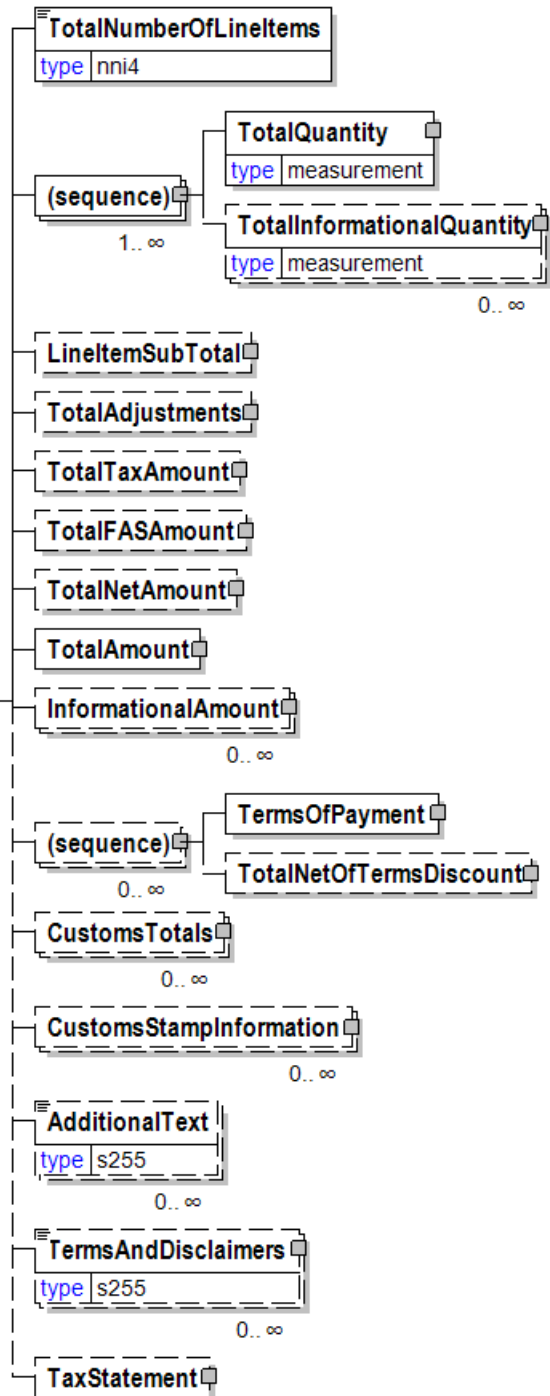 TotalNumberOfLineItems
type nni4
TotalQuantity
type measurement
(sequence)
1.. ∞
TotalInformationalQuantity
type measurement
0.. ∞
LineItemSubTotal
TotalAdjustments
TotalTaxAmount
TotalFASAmount
TotalNetAmount
TotalAmount
InformationalAmount
0.. ∞
TermsOfPayment
(sequence)
0.. ∞
TotalNetOfTermsDiscount
CustomsTotals
0.. ∞
CustomsStampInformation
0.. ∞
AdditionalText
type s255
0.. ∞
TermsAndDisclaimers
type s255
0.. ∞
TaxStatement